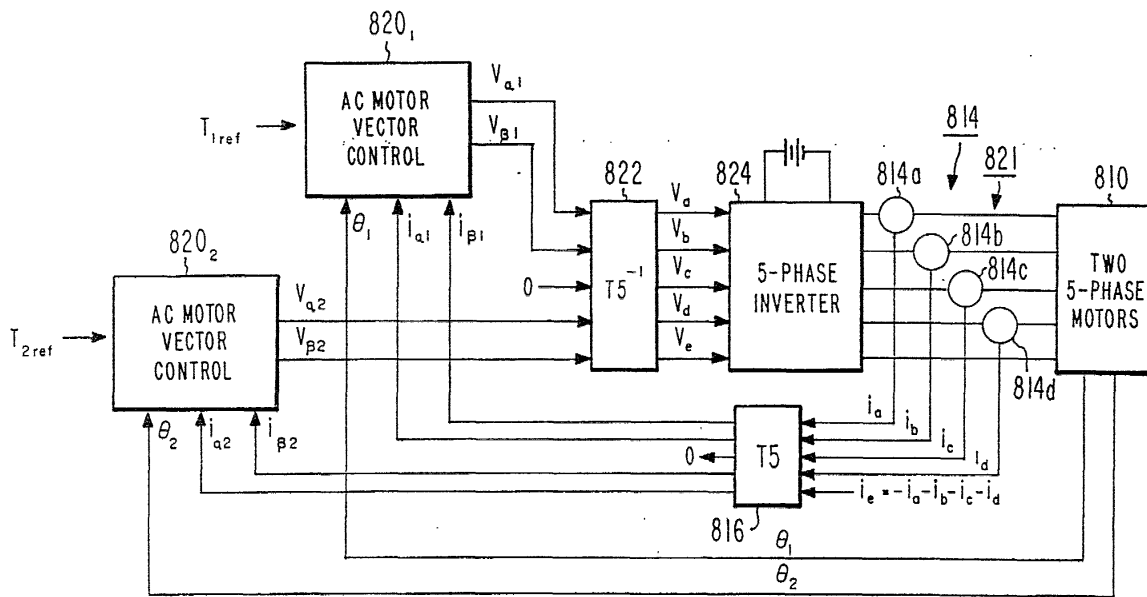 820₁
AC MOTOR
VECTOR
CONTROL
T₁ref
Vα1
Vβ1
θ₁
iα1
iβ1
820₂
AC MOTOR
VECTOR
CONTROL
T₂ref
Vα2
Vβ2
θ₂
iα2
iβ2
822
T5⁻¹
0
Va
Vb
Vc
Vd
Ve
824
5-PHASE
INVERTER
814
814a
821
814b
814c
814d
810
TWO
5-PHASE
MOTORS
ia
ib
ic
id
ie = -ia-ib-ic-id
T5
0
816
θ₁
θ₂